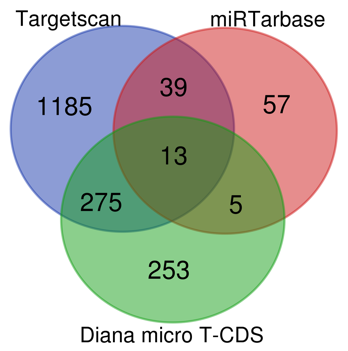 Targetscan miRTarbase
39
1185 57
13
275 5
253
Diana micro T-CDS